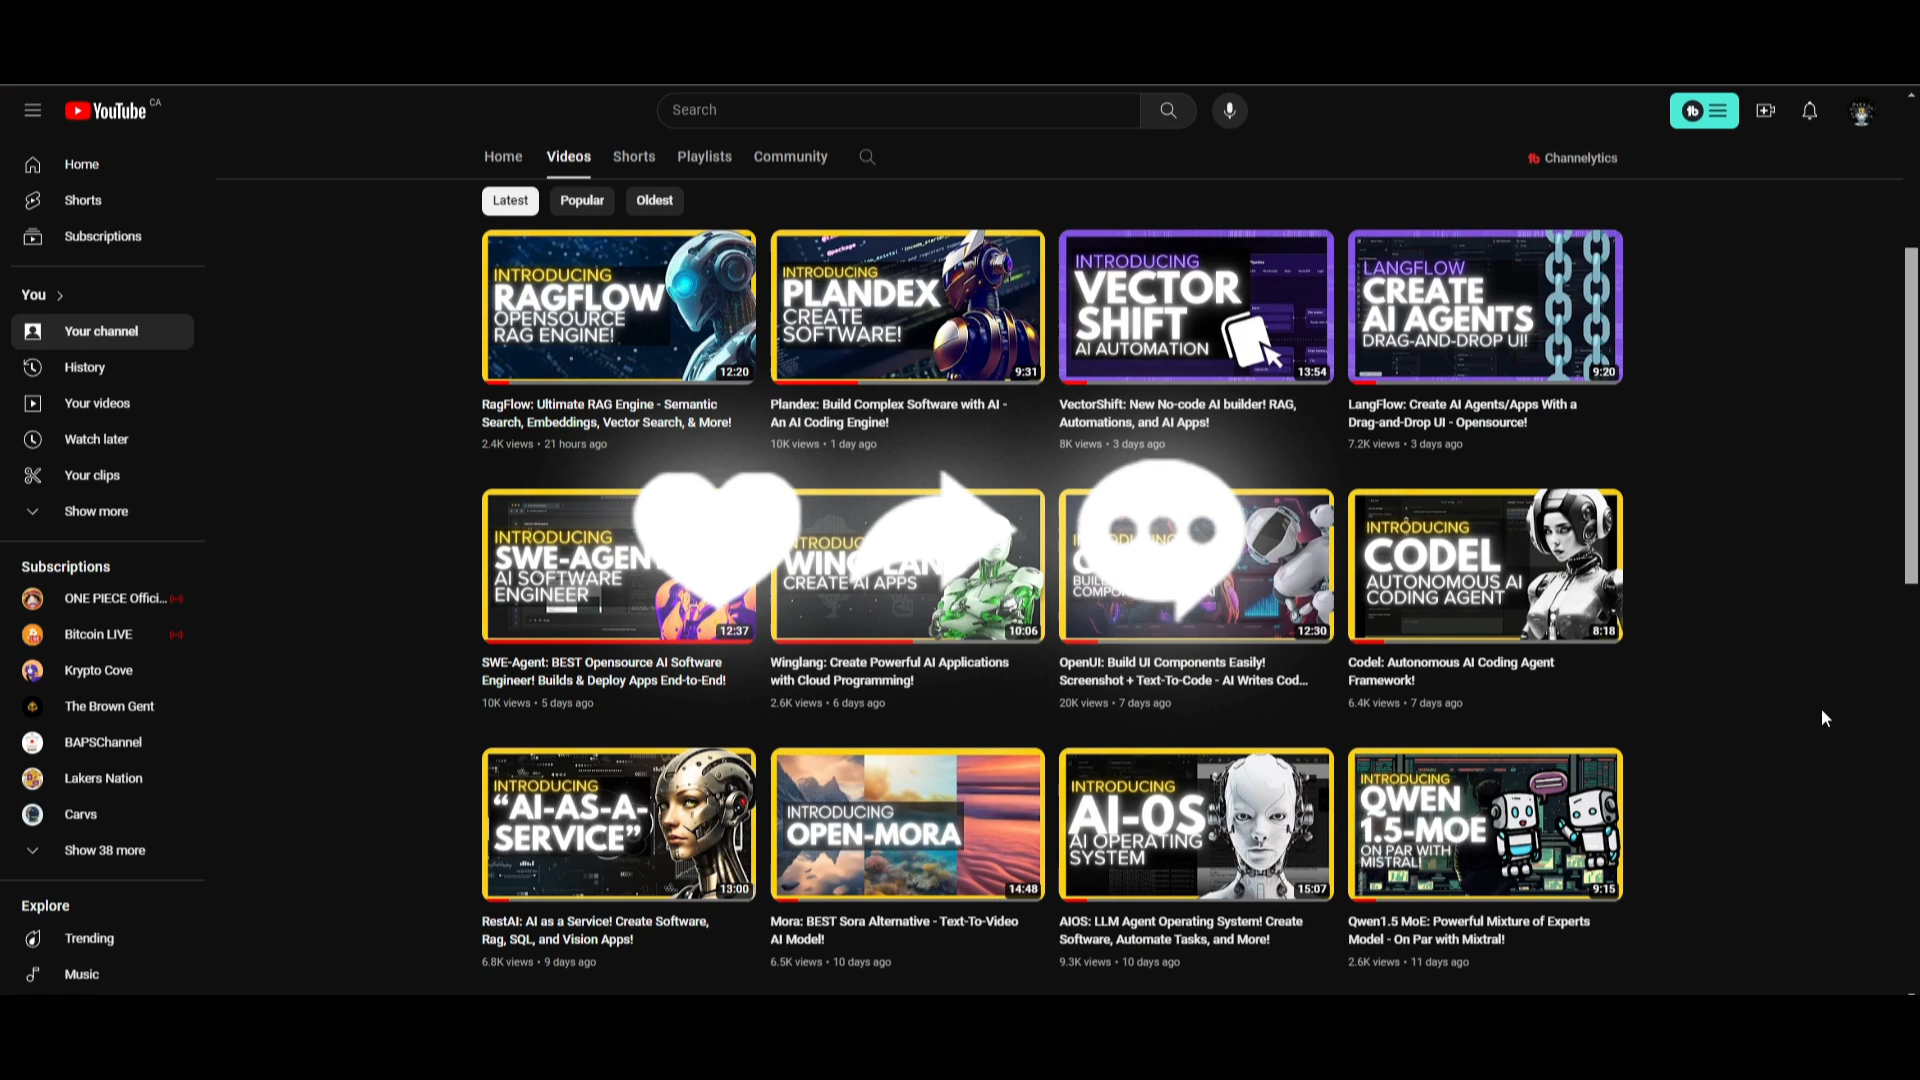 YouTube CA
Search
Home
Videos
Shorts
Playlists
Community
Channelytics
Latest
Popular
Oldest
Home
Shorts
Subscriptions
You
Your channel
History
Your videos
Watch later
Your clips
Show more
Subscriptions
ONE PIECE Offici...
Bitcoin LIVE
Krypto Cove
The Brown Gent
BAPSChannel
Lakers Nation
Carvs
Show 38 more
Explore
Trending
Music
INTRODUCING
RAGFLOW
OPENSOURCE
RAG ENGINE!
12:20
RagFlow: Ultimate RAG Engine - Semantic
Search, Embeddings, Vector Search, & More!
2.4K views • 21 hours ago
INTRODUCING
PLANDEX
CREATE
SOFTWARE!
9:31
Plandex: Build Complex Software with AI -
An AI Coding Engine!
10K views • 1 day ago
INTRODUCING
VECTOR
SHIFT
AI AUTOMATION
13:54
VectorShift: New No-code AI builder! RAG,
Automations, and AI Apps!
8K views • 3 days ago
LANGFLOW
CREATE
AI AGENTS
DRAG-AND-DROP UI!
9:20
LangFlow: Create AI Agents/Apps With a
Drag-and-Drop UI - Opensource!
7.2K views • 3 days ago
INTRODUCING
SWE-AGEN
AI SOFTWARE
ENGINEER
12:37
SWE-Agent: BEST Opensource AI Software
Engineer! Builds & Deploy Apps End-to-End!
10K views • 5 days ago
CREATE AI APPS
10:06
Winglang: Create Powerful AI Applications
with Cloud Programming!
2.6K views • 6 days ago
12:30
OpenUI: Build UI Components Easily!
Screenshot + Text-To-Code - AI Writes Cod...
20K views • 7 days ago
INTRODUCING
CODEL
AUTONOMOUS AI
CODING AGENT
8:18
Codel: Autonomous AI Coding Agent
Framework!
6.4K views • 7 days ago
INTRODUCING
“AI-AS-A-
SERVICE”
13:00
RestAI: AI as a Service! Create Software,
Rag, SQL, and Vision Apps!
6.8K views • 9 days ago
INTRODUCING
OPEN-MORA
14:48
Mora: BEST Sora Alternative - Text-To-Video
AI Model!
6.5K views • 10 days ago
INTRODUCING
AI-OS
AI OPERATING
SYSTEM
15:07
AIOS: LLM Agent Operating System! Create
Software, Automate Tasks, and More!
9.3K views • 10 days ago
INTRODUCING
QWEN
1.5-MOE
ON PAR WITH
MISTRAL!
9:15
Qwen1.5 MoE: Powerful Mixture of Experts
Model - On Par with Mixtral!
2.6K views • 11 days ago